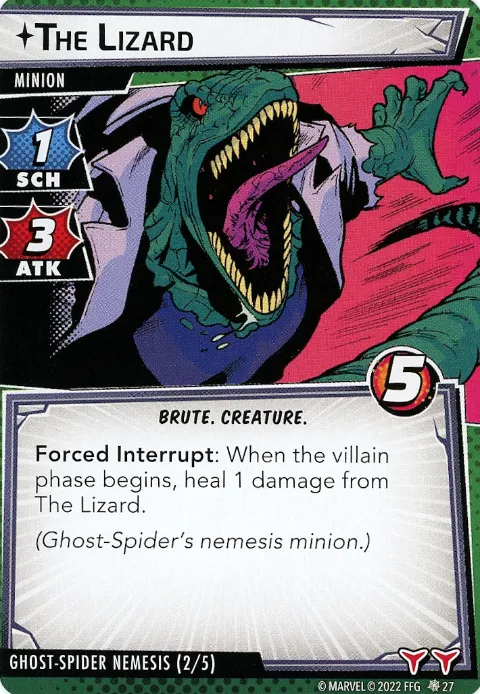 The Lizard
MINION
1
SCH
3
ATK
5
BRUTE. CREATURE.
Forced Interrupt: When the villain
phase begins, heal 1 damage from
The Lizard.
(Ghost-Spider's nemesis minion.)
GHOST-SPIDER NEMESIS (2/5)
© MARVEL © 2022 FFG 27